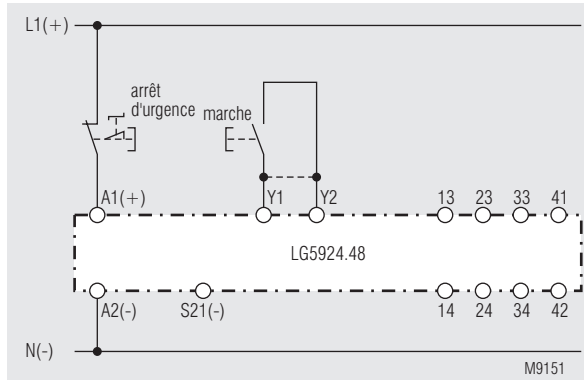 L1(+)
arrêt
d'urgence
marche
A1(+)
Y1
Y2
13
23
33
41
LG5924.48
A2(-)
S21(-)
14
24
34
42
N(-)
M9151